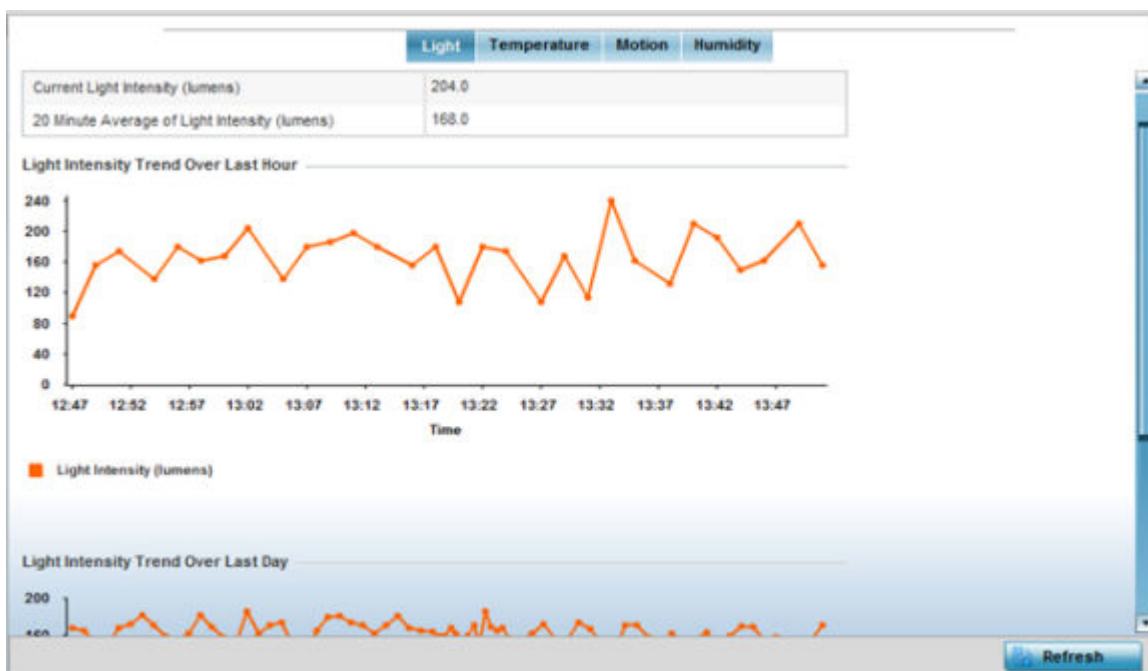 Light Temperature Motion Humidity
Current Light Intensity (lumens) 204.0
20 Minute Average of Light Intensity (lumens) 168.0
Light Intensity Trend Over Last Hour
240
200
160
120
80
40
0
12:47 12:52 12:57 13:02 13:07 13:12 13:17 13:22 13:27 13:32 13:37 13:42 13:47
Time
Light Intensity (lumens)
Light Intensity Trend Over Last Day
200
160
Refresh